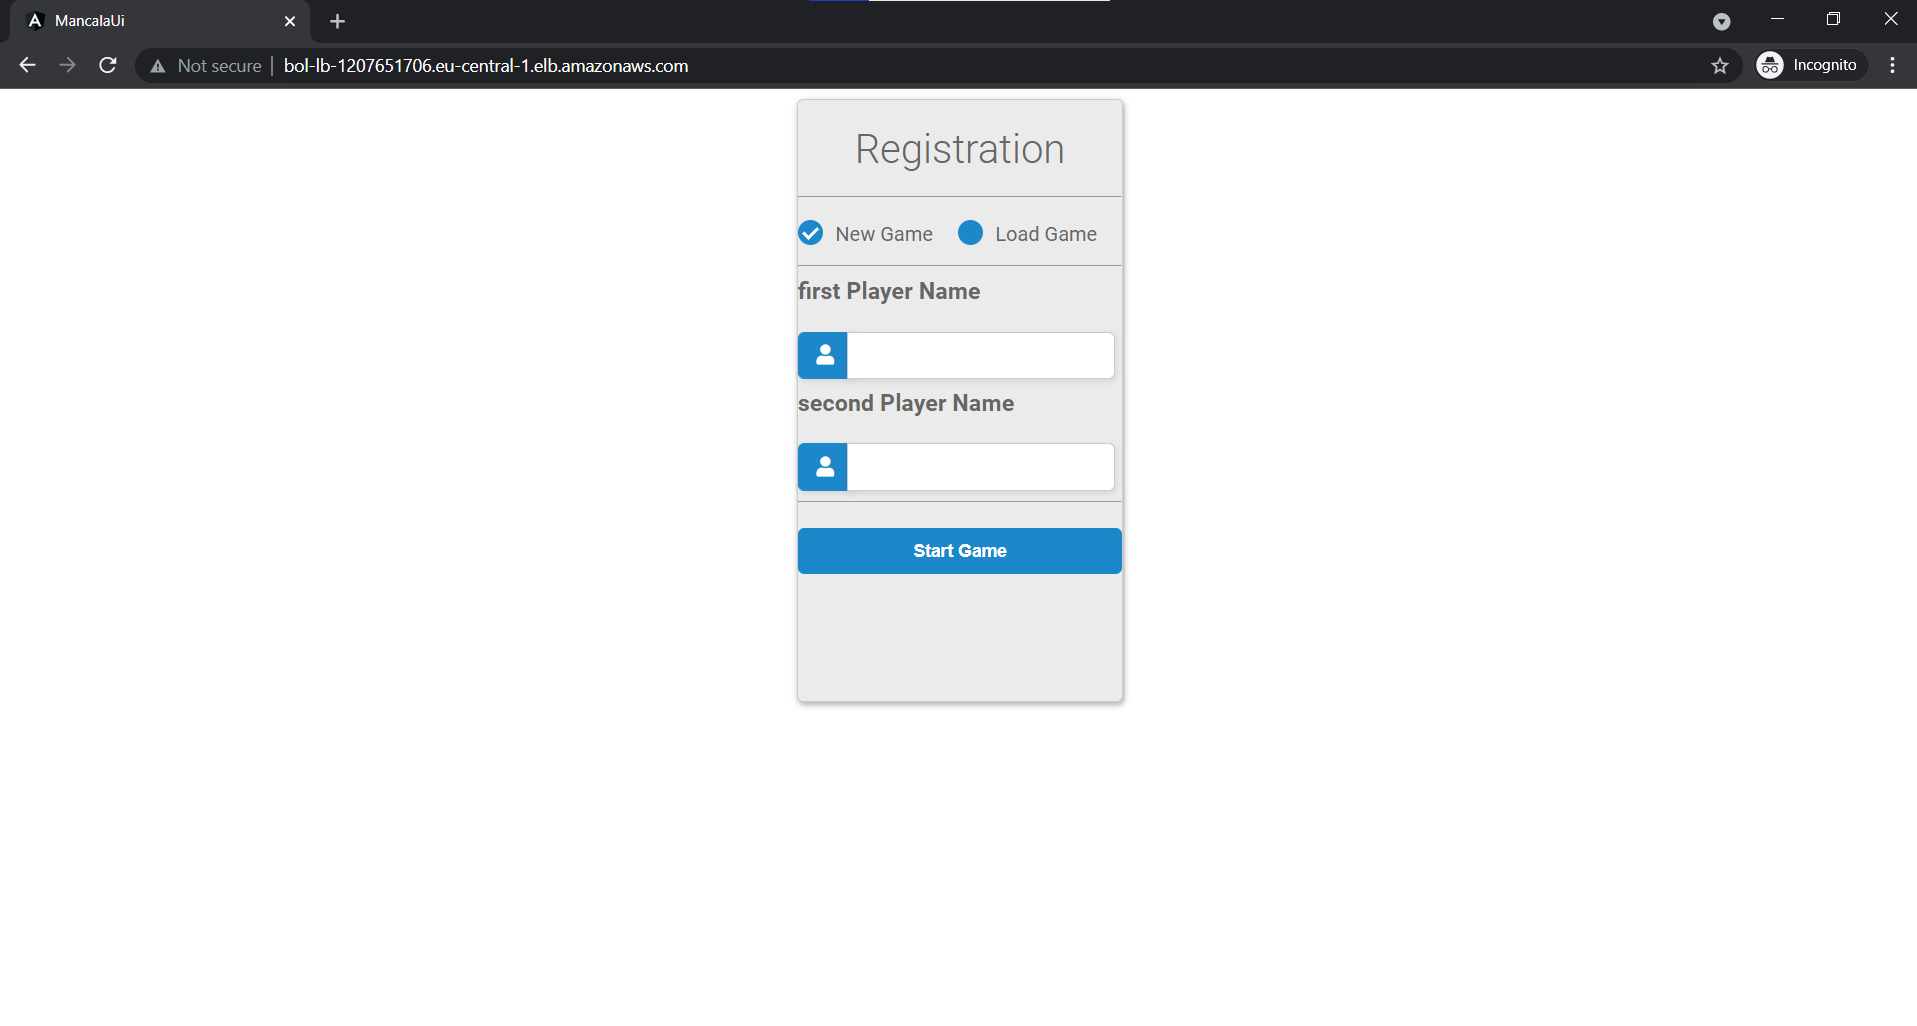 MancalaUi
Not secure
bol-lb-1207651706.eu-central-1.elb.amazonaws.com
Incognito
Registration
New Game
Load Game
first Player Name
second Player Name
Start Game